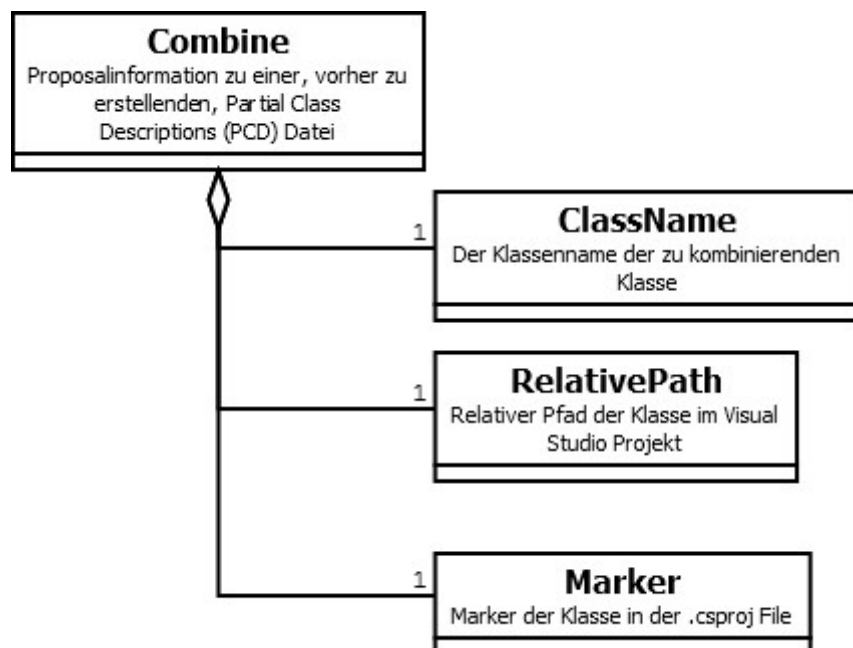 Combine
Proposalinformation zu einer, vorher zu
erstellenden, Partial Class
Descriptions (PCD) Datei
1
ClassName
Der Klassenname der zu kombinierenden
Klasse
1
RelativePath
Relativer Pfad der Klasse im Visual
Studio Projekt
1
Marker
Marker der Klasse in der .csproj File